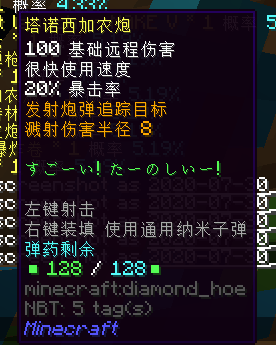 概率 4.33%
塔诺西加农炮
100 基础远程伤害
很快使用速度
20% 暴击率
发射炮弹追踪目标
溅射伤害半径 8
すごーい! たーのしいー!
左键射击
右键装填 使用通用纳米子弹
弹药剩余
128 / 128
minecraft:diamond_hoe
NBT: 5 tag(s)
Minecraft